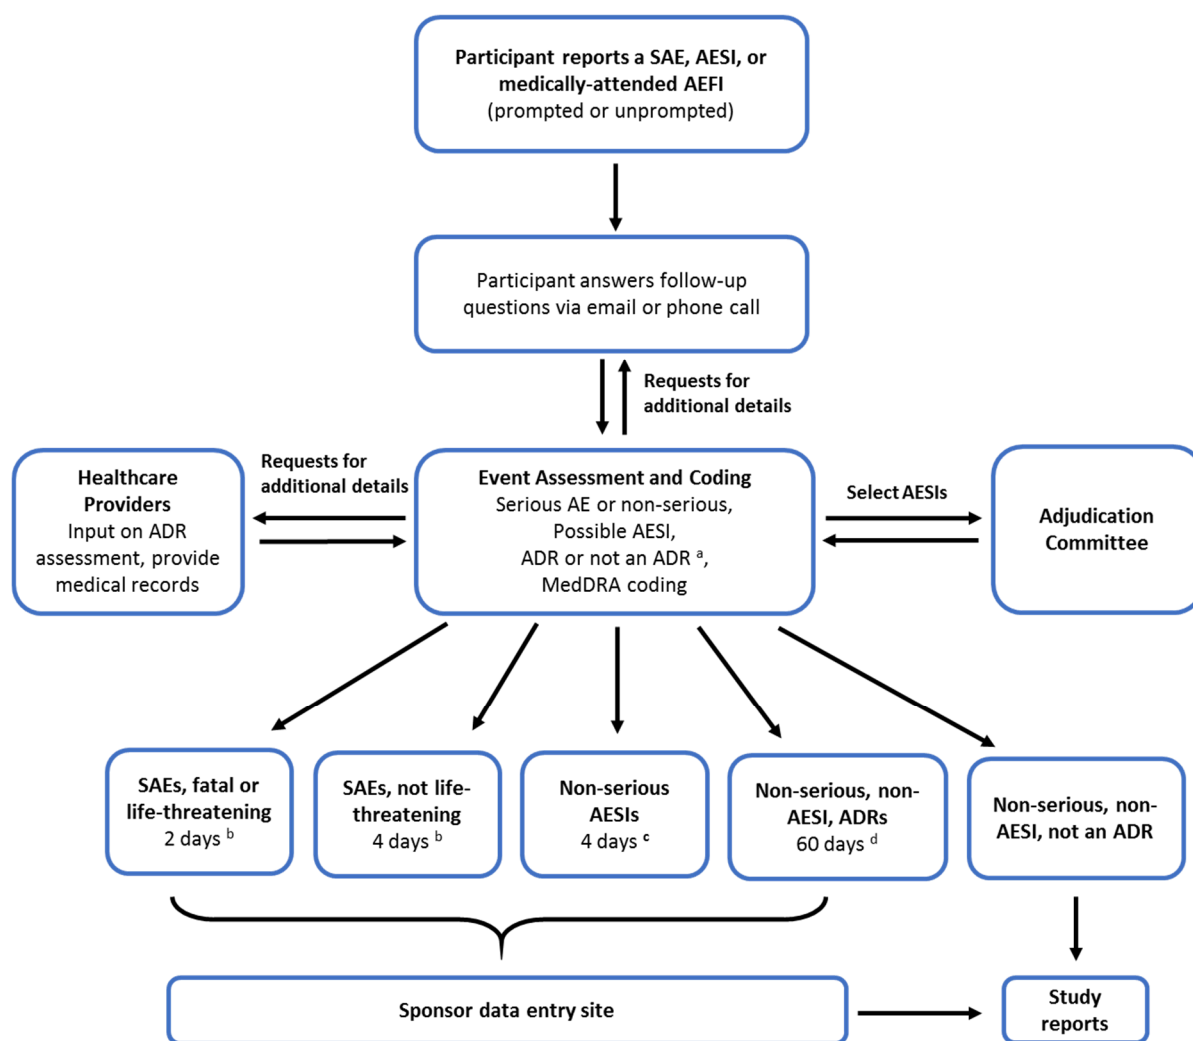 Participant reports a SAE, AESI, or
medically-attended AEFI
(prompted or unprompted)
Participant answers follow-up
questions via email or phone call
Requests for
additional details
Healthcare
Providers
Input on ADR
assessment, provide
medical records
Requests for
additional details
Event Assessment and Coding
Serious AE or non-serious,
Possible AESI,
ADR or not an ADR ᵃ,
MedDRA coding
Select AESIs
Adjudication
Committee
SAEs, fatal or
life-threatening
2 days ᵇ
SAEs, not life-
threatening
4 days ᵇ
Non-serious
AESIs
4 days ᶜ
Non-serious, non-
AESI, ADRs
60 days ᵈ
Non-serious, non-
AESI, not an ADR
Sponsor data entry site
Study
reports